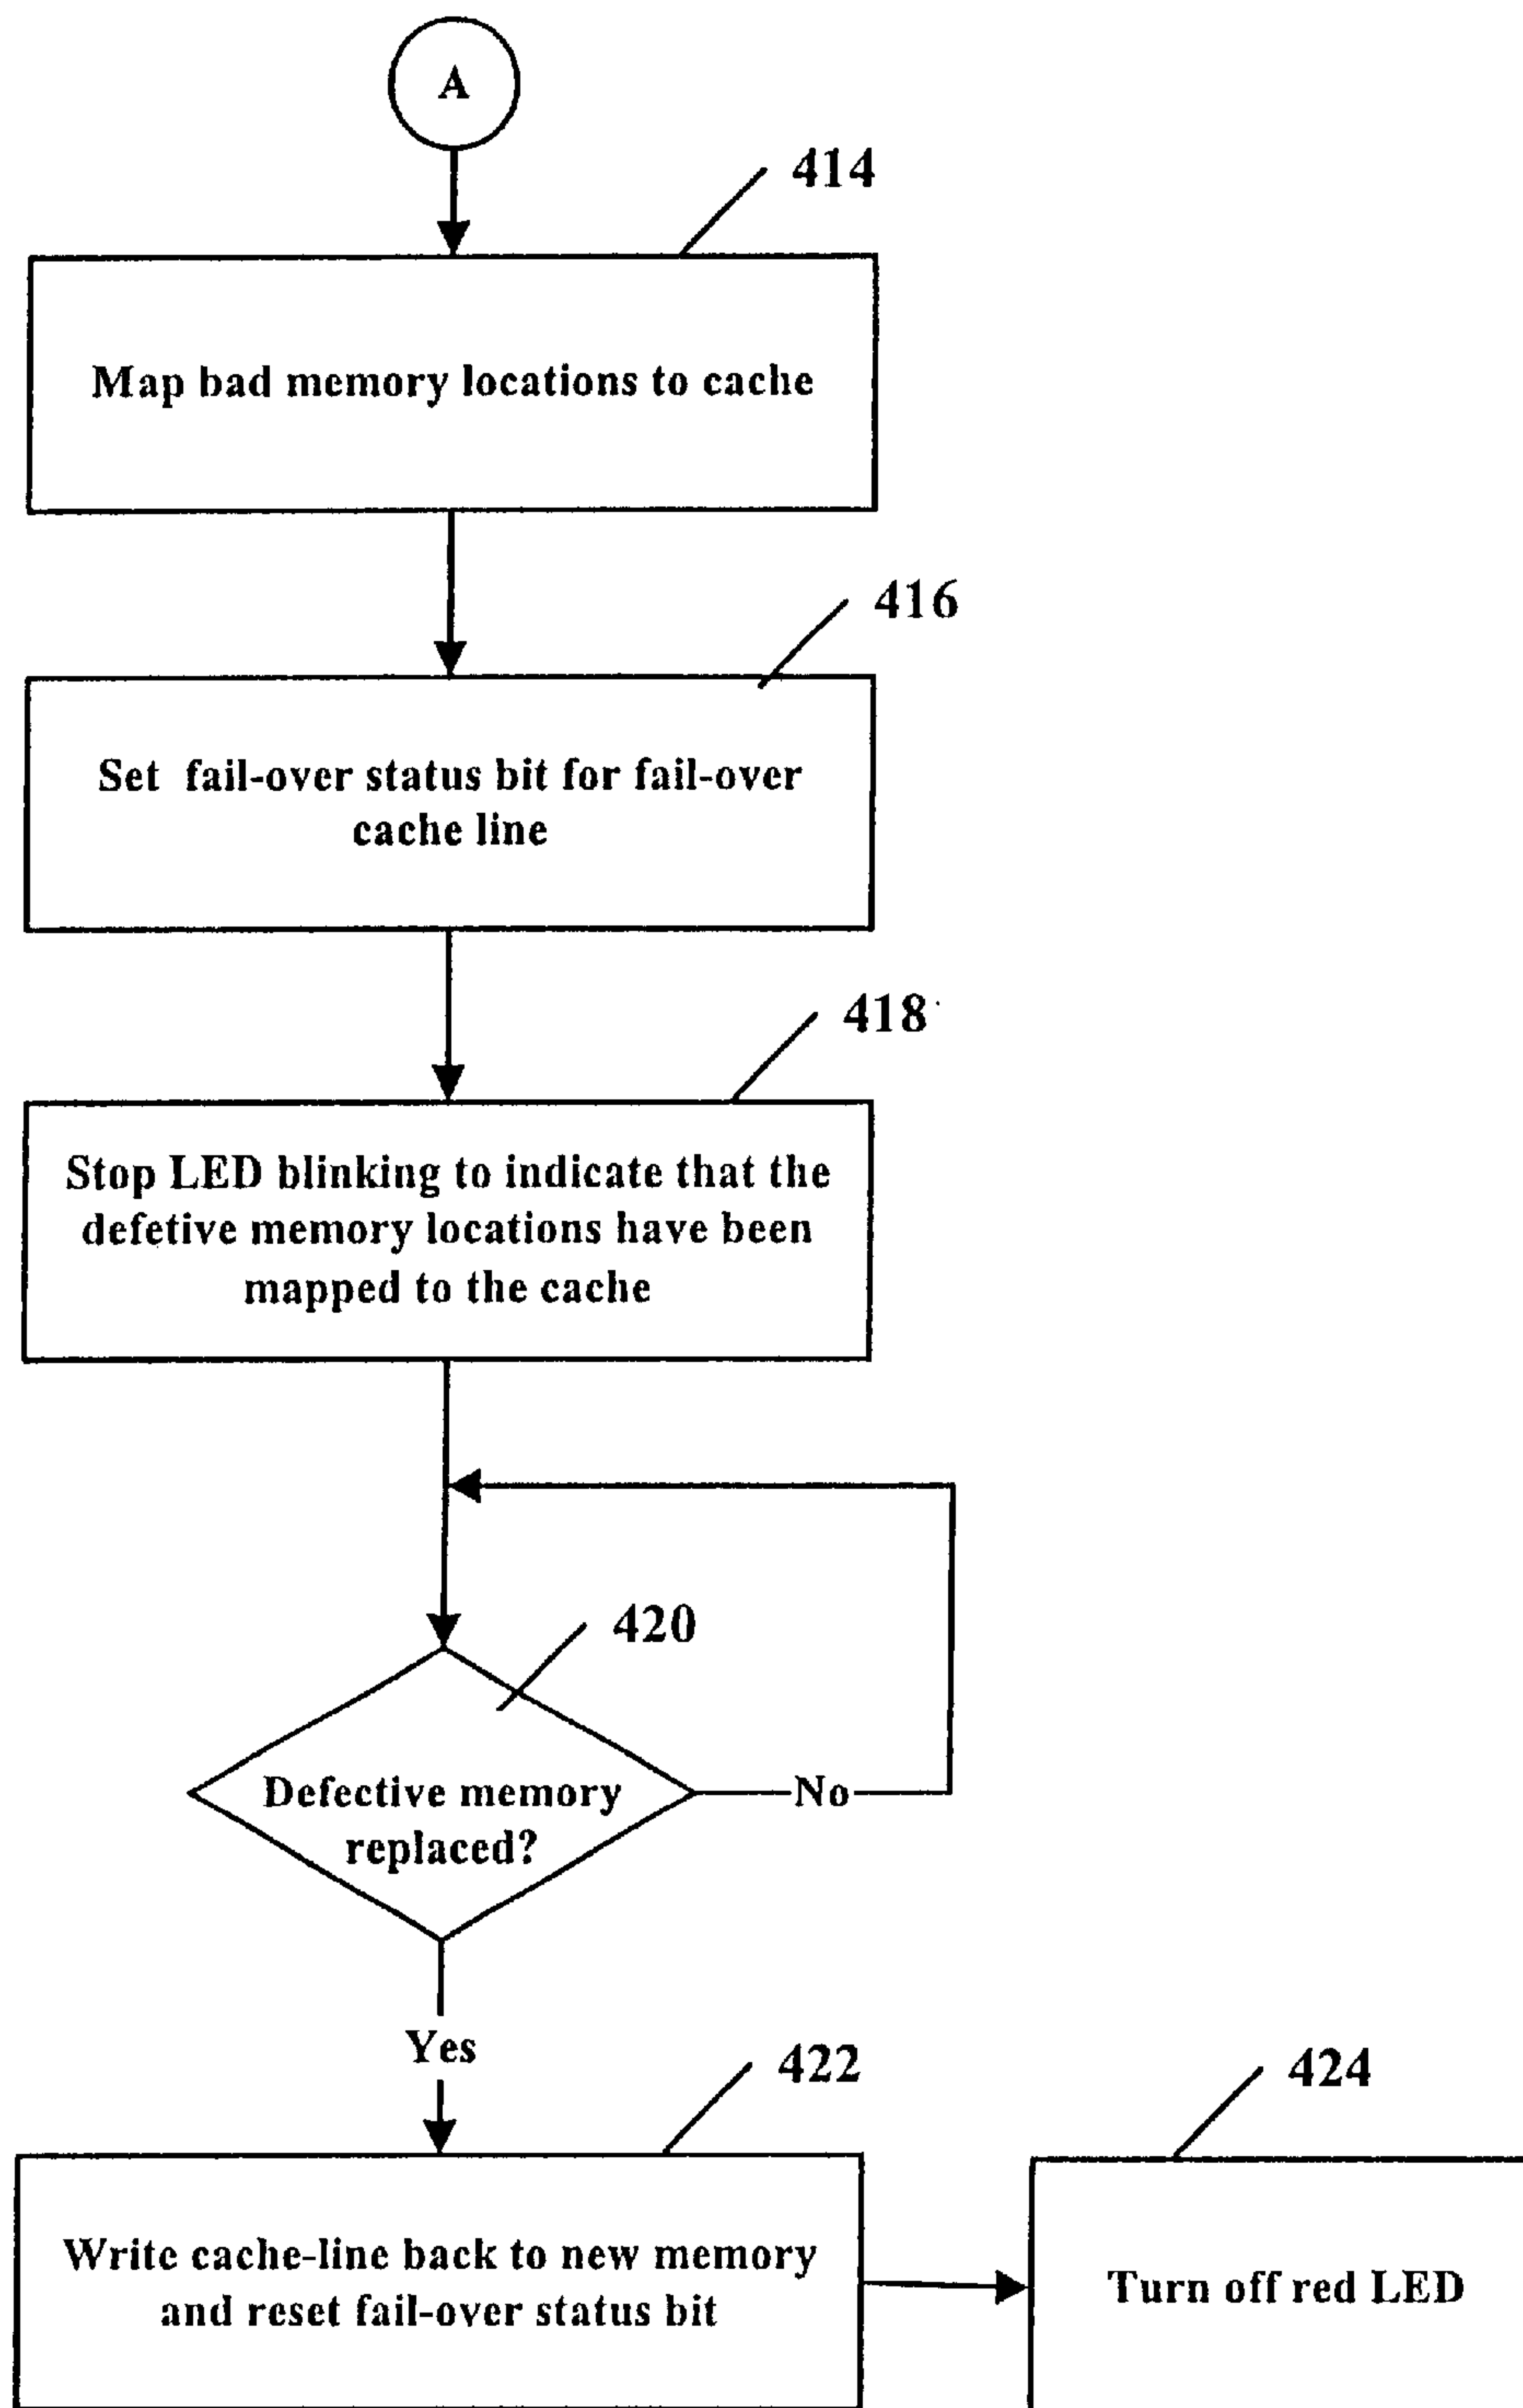 A
414
Map bad memory locations to cache
416
Set fail-over status bit for fail-over
cache line
418
Stop LED blinking to indicate that the
defetive memory locations have been
mapped to the cache
420
Defective memory
replaced?
No
Yes
422
Write cache-line back to new memory
and reset fail-over status bit
424
Turn off red LED